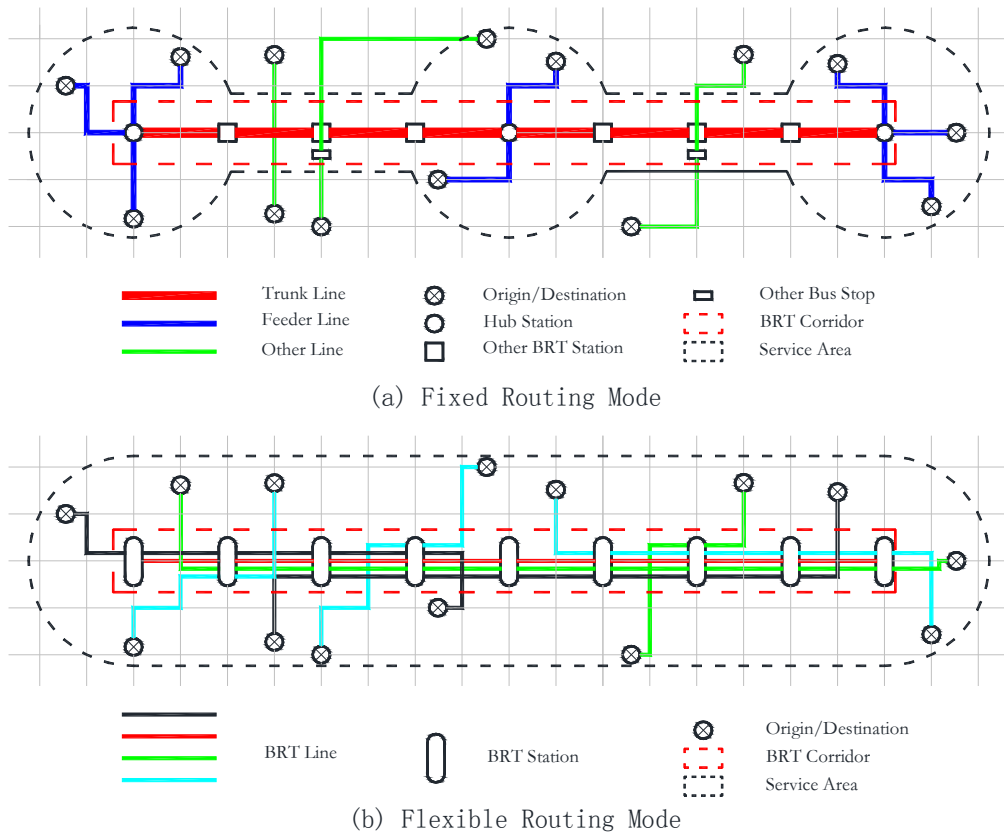 Trunk Line
Origin/Destination
Other Bus Stop
Feeder Line
Hub Station
BRT Corridor
Other Line
Other BRT Station
Service Area
(a) Fixed Routing Mode
BRT Line
BRT Station
Origin/Destination
BRT Corridor
Service Area
(b) Flexible Routing Mode